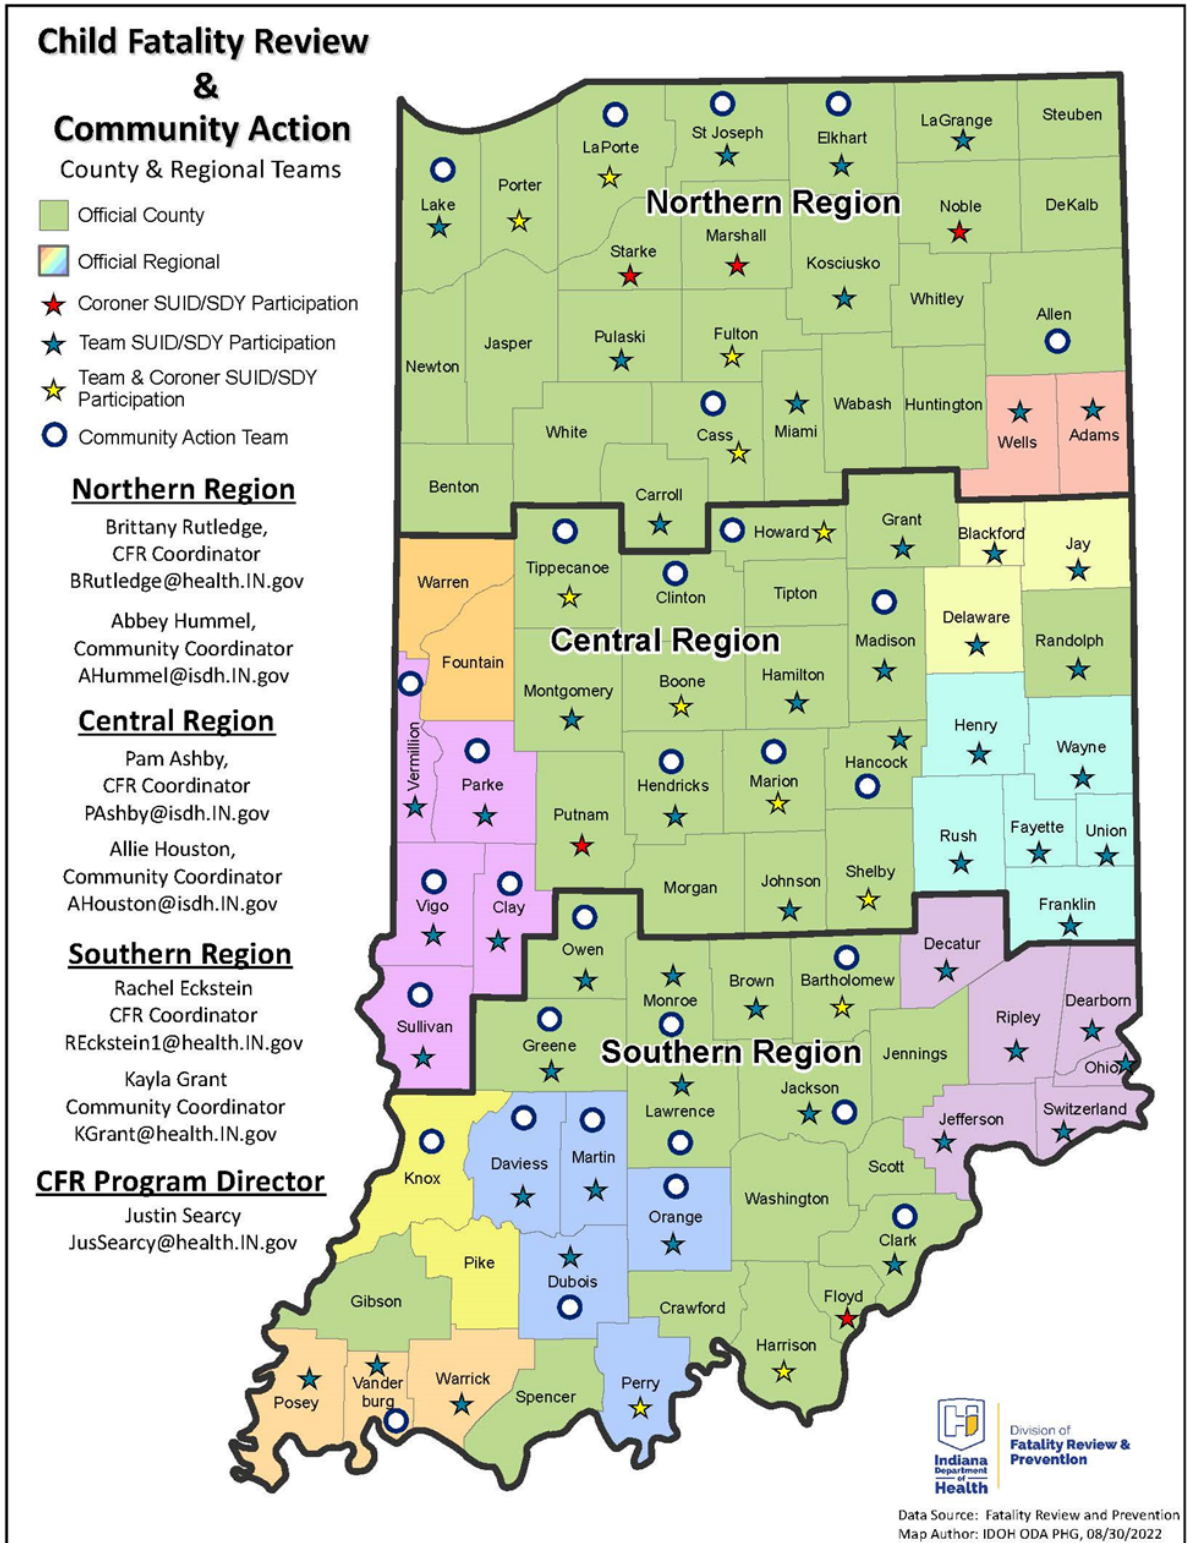 Child Fatality Review
&
Community Action
County & Regional Teams
Official County
Official Regional
Coroner SUID/SDY Participation
Team SUID/SDY Participation
Team & Coroner SUID/SDY
Participation
Community Action Team
Northern Region
Brittany Rutledge,
CFR Coordinator
BRutledge@health.IN.gov
Abbey Hummel,
Community Coordinator
AHummel@isdh.IN.gov
Central Region
Pam Ashby,
CFR Coordinator
PAshby@isdh.IN.gov
Allie Houston,
Community Coordinator
AHouston@isdh.IN.gov
Southern Region
Rachel Eckstein
CFR Coordinator
REckstein1@health.IN.gov
Kayla Grant
Community Coordinator
KGrant@health.IN.gov
CFR Program Director
Justin Searcy
JusSearcy@health.IN.gov
Lake
Porter
LaPorte
St Joseph
Elkhart
LaGrange
Steuben
Northern Region
Noble
DeKalb
Starke
Marshall
Kosciusko
Whitley
Allen
Newton
Jasper
Pulaski
Fulton
White
Cass
Miami
Wabash
Huntington
Wells
Adams
Benton
Carroll
Howard
Grant
Blackford
Jay
Warren
Tippecanoe
Clinton
Tipton
Madison
Delaware
Randolph
Central Region
Fountain
Montgomery
Boone
Hamilton
Vermillion
Parke
Putnam
Hendricks
Marion
Hancock
Henry
Wayne
Rush
Fayette
Union
Vigo
Clay
Morgan
Johnson
Shelby
Franklin
Owen
Monroe
Brown
Bartholomew
Decatur
Sullivan
Greene
Southern Region
Jennings
Ripley
Dearborn
Ohio
Lawrence
Jackson
Jefferson
Switzerland
Knox
Daviess
Martin
Orange
Washington
Scott
Clark
Gibson
Pike
Dubois
Crawford
Floyd
Harrison
Posey
Vander
burg
Warrick
Spencer
Perry
Indiana
Department
of
Health
Division of
Fatality Review &
Prevention
Data Source: Fatality Review and Prevention
Map Author: IDOH ODA PHG, 08/30/2022